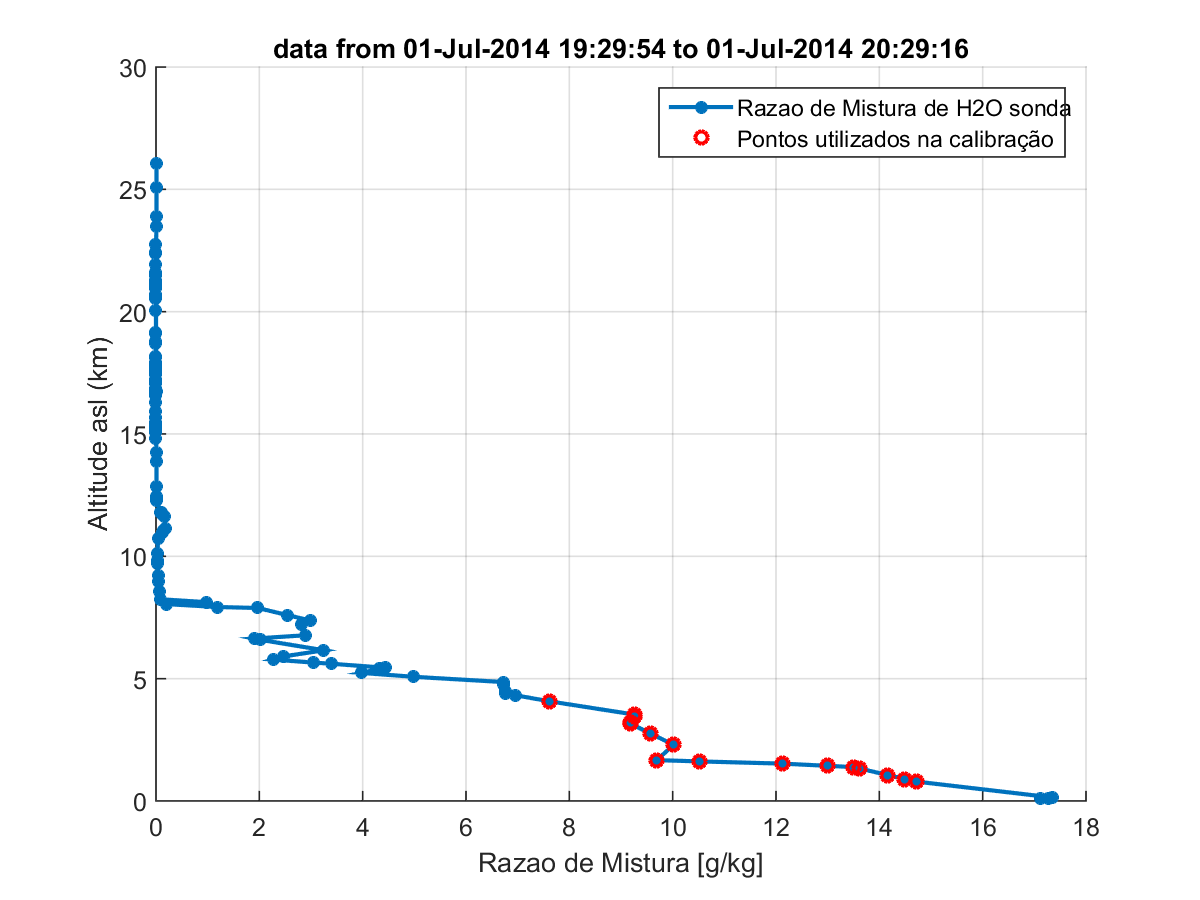 data from 01-Jul-2014 19:29:54 to 01-Jul-2014 20:29:16
Razao de Mistura de H2O sonda
Pontos utilizados na calibração
30
25
20
15
10
5
0
Altitude asl (km)
0 2 4 6 8 10 12 14 16 18
Razao de Mistura [g/kg]